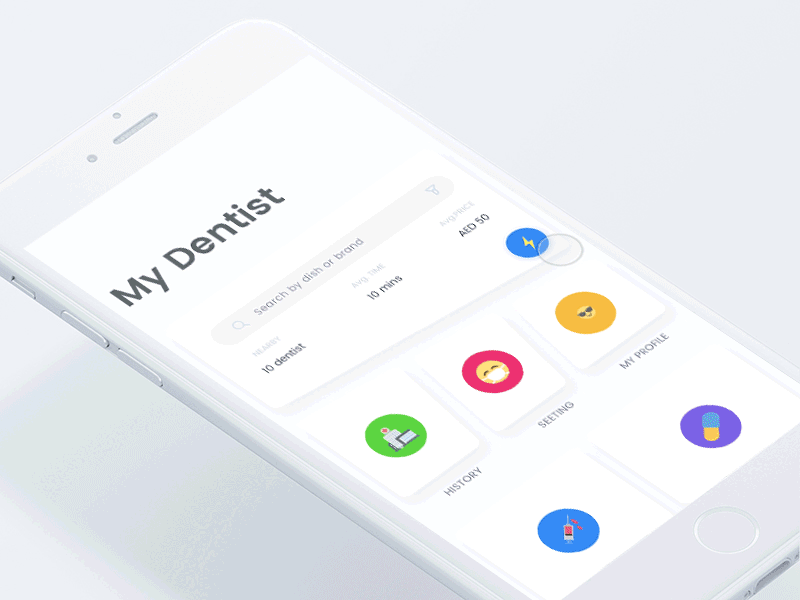 My Dentist
Search by dish or brand
NEARBY
10 dentist
Avg. TIME
10 mins
Avg.PRICE
AED 50
HISTORY
SEETING
MY PROFILE